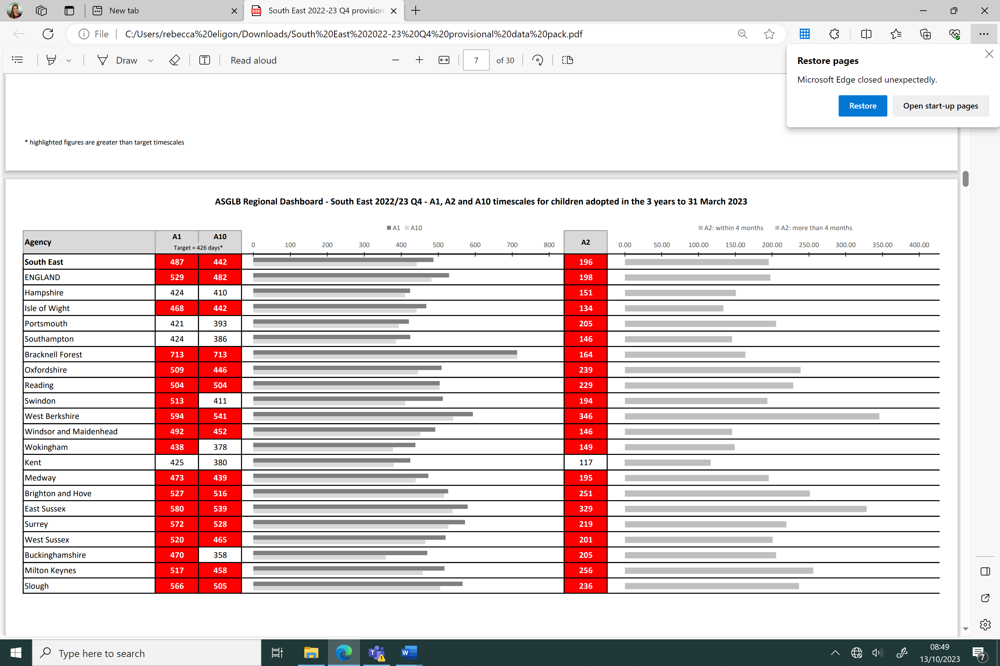 New tab
South East 2022-23 Q4 provision
File
C:/Users/rebecca%20eligon/Downloads/South%20East%202022-23%20Q4%20provisional%20data%20pack.pdf
Draw
Read aloud
7
of 30
Restore pages
Microsoft Edge closed unexpectedly.
Restore
Open start-up pages
* highlighted figures are greater than target timescales
ASGLB Regional Dashboard - South East 2022/23 Q4 - A1, A2 and A10 timescales for children adopted in the 3 years to 31 March 2023
A1 A10
A2: within 4 months A2: more than 4 months
Agency A1 A10 A2
Target = 426 days*
0 100 200 300 400 500 600 700 800
0.00 50.00 100.00 150.00 200.00 250.00 300.00 350.00 400.00
South East 487 442 196
ENGLAND 529 482 198
Hampshire 424 410 151
Isle of Wight 468 442 134
Portsmouth 421 393 205
Southampton 424 386 146
Bracknell Forest 713 713 164
Oxfordshire 509 446 239
Reading 504 504 229
Swindon 513 411 194
West Berkshire 594 541 346
Windsor and Maidenhead 492 452 146
Wokingham 438 378 149
Kent 425 380 117
Medway 473 439 195
Brighton and Hove 527 516 251
East Sussex 580 539 329
Surrey 572 528 219
West Sussex 520 465 201
Buckinghamshire 470 358 205
Milton Keynes 517 458 256
Slough 566 505 236
Type here to search
08:49
13/10/2023
7